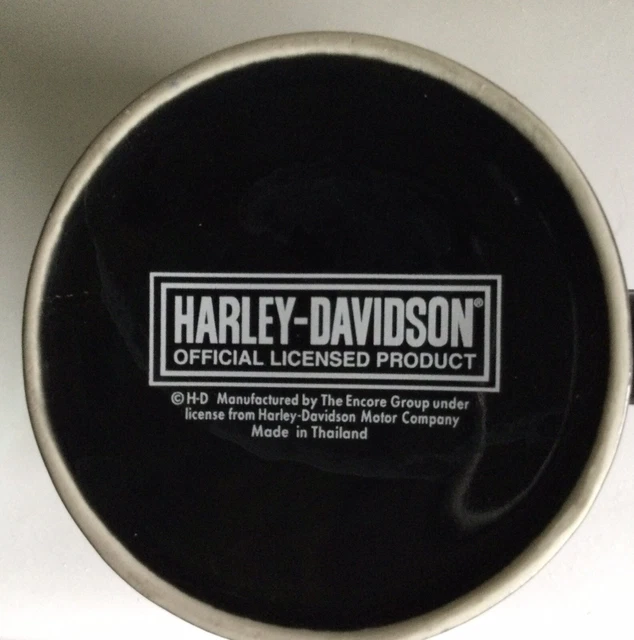 HARLEY-DAVIDSON®
OFFICIAL LICENSED PRODUCT
© H-D Manufactured by The Encore Group under
license from Harley-Davidson Motor Company
Made in Thailand